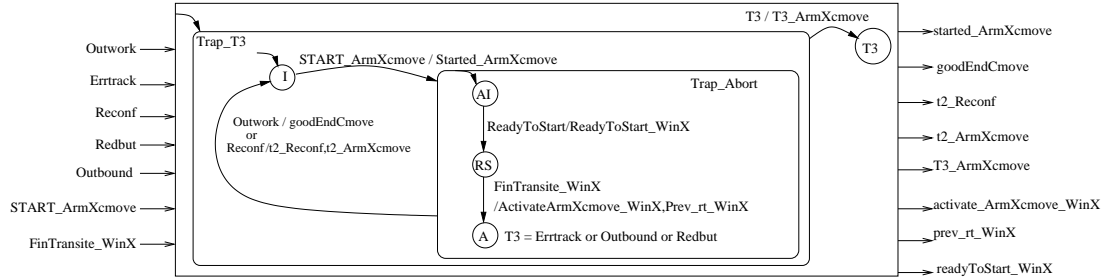 T3 / T3_ArmXcmove
Trap_T3
T3
I
START_ArmXcmove / Started_ArmXcmove
Trap_Abort
AI
Outwork / goodEndCmove
or
Reconf /t2_Reconf,t2_ArmXcmove
ReadyToStart/ReadyToStart_WinX
RS
FinTransite_WinX
/ActivateArmXcmove_WinX,Prev_rt_WinX
A
T3 = Errtrack or Outbound or Redbut
Outwork
Errtrack
Reconf
Redbut
Outbound
START_ArmXcmove
FinTransite_WinX
started_ArmXcmove
goodEndCmove
t2_Reconf
t2_ArmXcmove
T3_ArmXcmove
activate_ArmXcmove_WinX
prev_rt_WinX
readyToStart_WinX